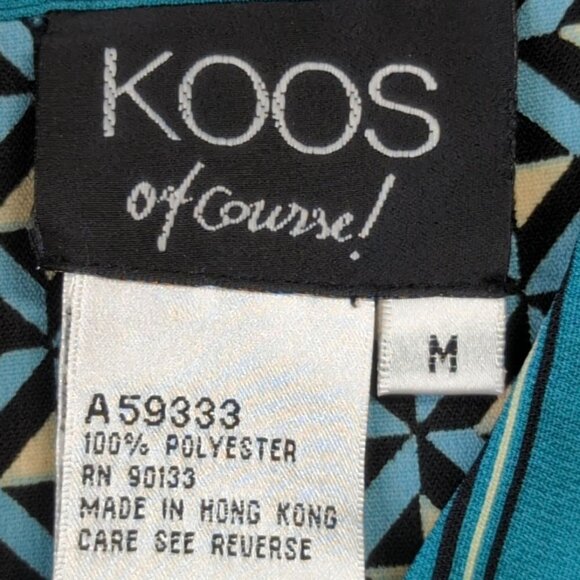 KOOS
of Course!
M
A59333
100% POLYESTER
RN 90133
MADE IN HONG KONG
CARE SEE REVERSE